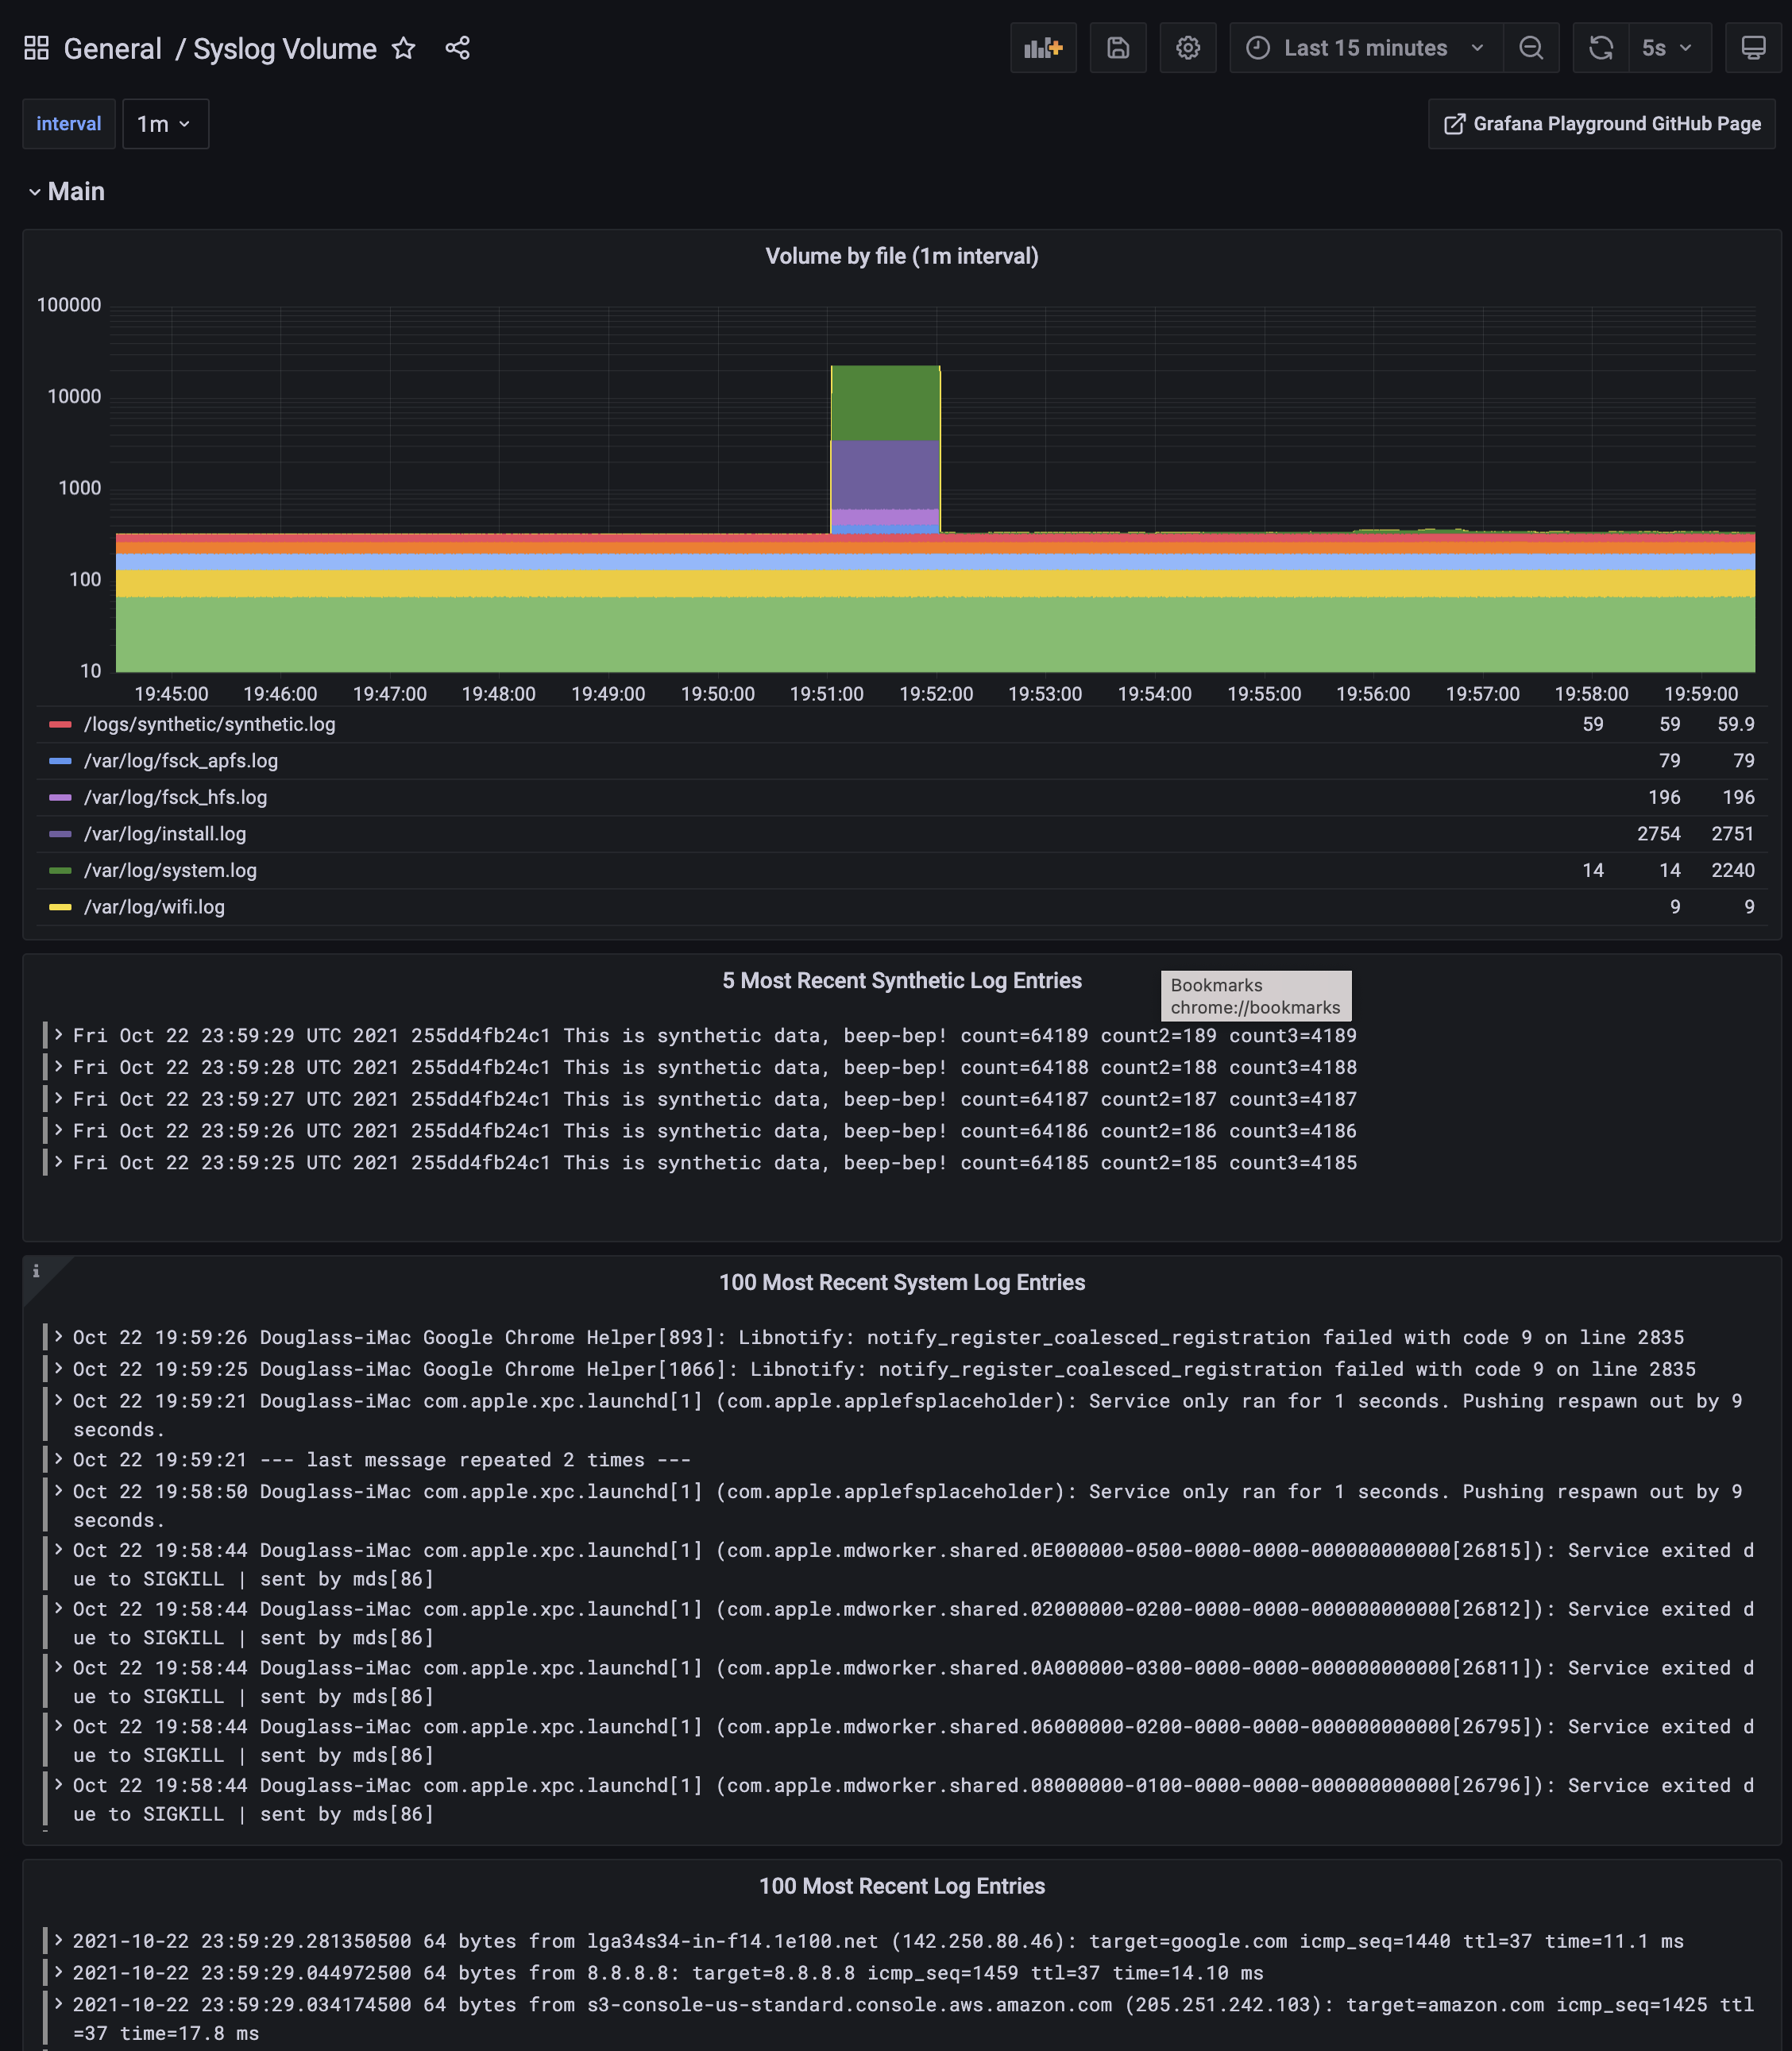 General / Syslog Volume
Last 15 minutes
5s
interval
1m
Grafana Playground GitHub Page
Main
Volume by file (1m interval)
100000
10000
1000
100
10
19:45:00 19:46:00 19:47:00 19:48:00 19:49:00 19:50:00 19:51:00 19:52:00 19:53:00 19:54:00 19:55:00 19:56:00 19:57:00 19:58:00 19:59:00
/logs/synthetic/synthetic.log 59 59 59.9
/var/log/fsck_apfs.log 79 79
/var/log/fsck_hfs.log 196 196
/var/log/install.log 2754 2751
/var/log/system.log 14 14 2240
/var/log/wifi.log 9 9
5 Most Recent Synthetic Log Entries
Bookmarks
chrome://bookmarks
Fri Oct 22 23:59:29 UTC 2021 255dd4fb24c1 This is synthetic data, beep-bep! count=64189 count2=189 count3=4189
Fri Oct 22 23:59:28 UTC 2021 255dd4fb24c1 This is synthetic data, beep-bep! count=64188 count2=188 count3=4188
Fri Oct 22 23:59:27 UTC 2021 255dd4fb24c1 This is synthetic data, beep-bep! count=64187 count2=187 count3=4187
Fri Oct 22 23:59:26 UTC 2021 255dd4fb24c1 This is synthetic data, beep-bep! count=64186 count2=186 count3=4186
Fri Oct 22 23:59:25 UTC 2021 255dd4fb24c1 This is synthetic data, beep-bep! count=64185 count2=185 count3=4185
i
100 Most Recent System Log Entries
Oct 22 19:59:26 Douglass-iMac Google Chrome Helper[893]: Libnotify: notify_register_coalesced_registration failed with code 9 on line 2835
Oct 22 19:59:25 Douglass-iMac Google Chrome Helper[1066]: Libnotify: notify_register_coalesced_registration failed with code 9 on line 2835
Oct 22 19:59:21 Douglass-iMac com.apple.xpc.launchd[1] (com.apple.applefsplaceholder): Service only ran for 1 seconds. Pushing respawn out by 9
seconds.
Oct 22 19:59:21 --- last message repeated 2 times ---
Oct 22 19:58:50 Douglass-iMac com.apple.xpc.launchd[1] (com.apple.applefsplaceholder): Service only ran for 1 seconds. Pushing respawn out by 9
seconds.
Oct 22 19:58:44 Douglass-iMac com.apple.xpc.launchd[1] (com.apple.mdworker.shared.0E000000-0500-0000-0000-000000000000[26815]): Service exited d
ue to SIGKILL | sent by mds[86]
Oct 22 19:58:44 Douglass-iMac com.apple.xpc.launchd[1] (com.apple.mdworker.shared.02000000-0200-0000-0000-000000000000[26812]): Service exited d
ue to SIGKILL | sent by mds[86]
Oct 22 19:58:44 Douglass-iMac com.apple.xpc.launchd[1] (com.apple.mdworker.shared.0A000000-0300-0000-0000-000000000000[26811]): Service exited d
ue to SIGKILL | sent by mds[86]
Oct 22 19:58:44 Douglass-iMac com.apple.xpc.launchd[1] (com.apple.mdworker.shared.06000000-0200-0000-0000-000000000000[26795]): Service exited d
ue to SIGKILL | sent by mds[86]
Oct 22 19:58:44 Douglass-iMac com.apple.xpc.launchd[1] (com.apple.mdworker.shared.08000000-0100-0000-0000-000000000000[26796]): Service exited d
ue to SIGKILL | sent by mds[86]
100 Most Recent Log Entries
2021-10-22 23:59:29.281350500 64 bytes from lga34s34-in-f14.1e100.net (142.250.80.46): target=google.com icmp_seq=1440 ttl=37 time=11.1 ms
2021-10-22 23:59:29.044972500 64 bytes from 8.8.8.8: target=8.8.8.8 icmp_seq=1459 ttl=37 time=14.10 ms
2021-10-22 23:59:29.034174500 64 bytes from s3-console-us-standard.console.aws.amazon.com (205.251.242.103): target=amazon.com icmp_seq=1425 ttl
=37 time=17.8 ms